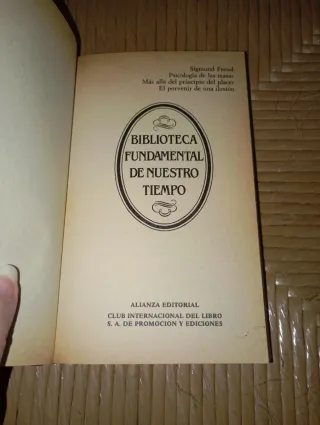 Sigmund Freud:
Psicología de las masas
Más allá del principio del placer
El porvenir de una ilusión
BIBLIOTECA
FUNDAMENTAL
DE NUESTRO
TIEMPO
ALIANZA EDITORIAL
CLUB INTERNACIONAL DEL LIBRO
S. A. DE PROMOCION Y EDICIONES